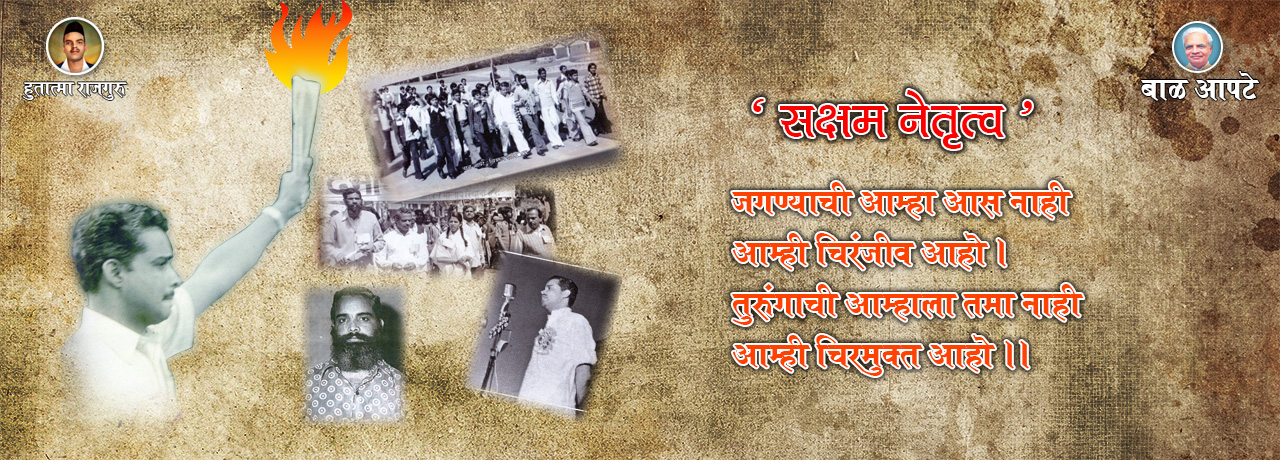 हुतात्मा राजगुरु
बाळ आपटे
‘ सक्षम नेतृत्व ’
जगण्याची आम्हा आस नाही
आम्ही चिरंजीव आहो ।
तुरुंगाची आम्हाला तमा नाही
आम्ही चिरमुक्त आहो ।।